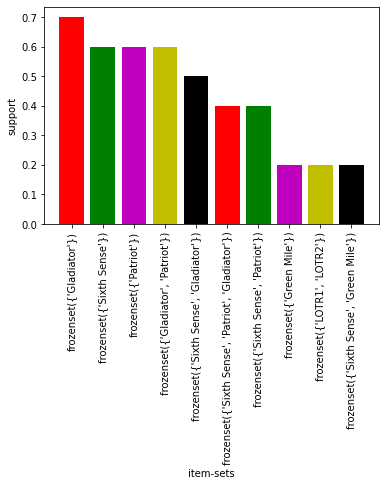 0.7
0.6
0.5
0.4
0.3
0.2
0.1
0.0
support
frozenset({'Gladiator'})
frozenset({'Sixth Sense'})
frozenset({'Patriot'})
frozenset({'Gladiator', 'Patriot'})
frozenset({'Sixth Sense', 'Gladiator'})
frozenset({'Sixth Sense', 'Patriot', 'Gladiator'})
frozenset({'Sixth Sense', 'Patriot'})
frozenset({'Green Mile'})
frozenset({'LOTR1', 'LOTR2'})
frozenset({'Sixth Sense', 'Green Mile'})
item-sets